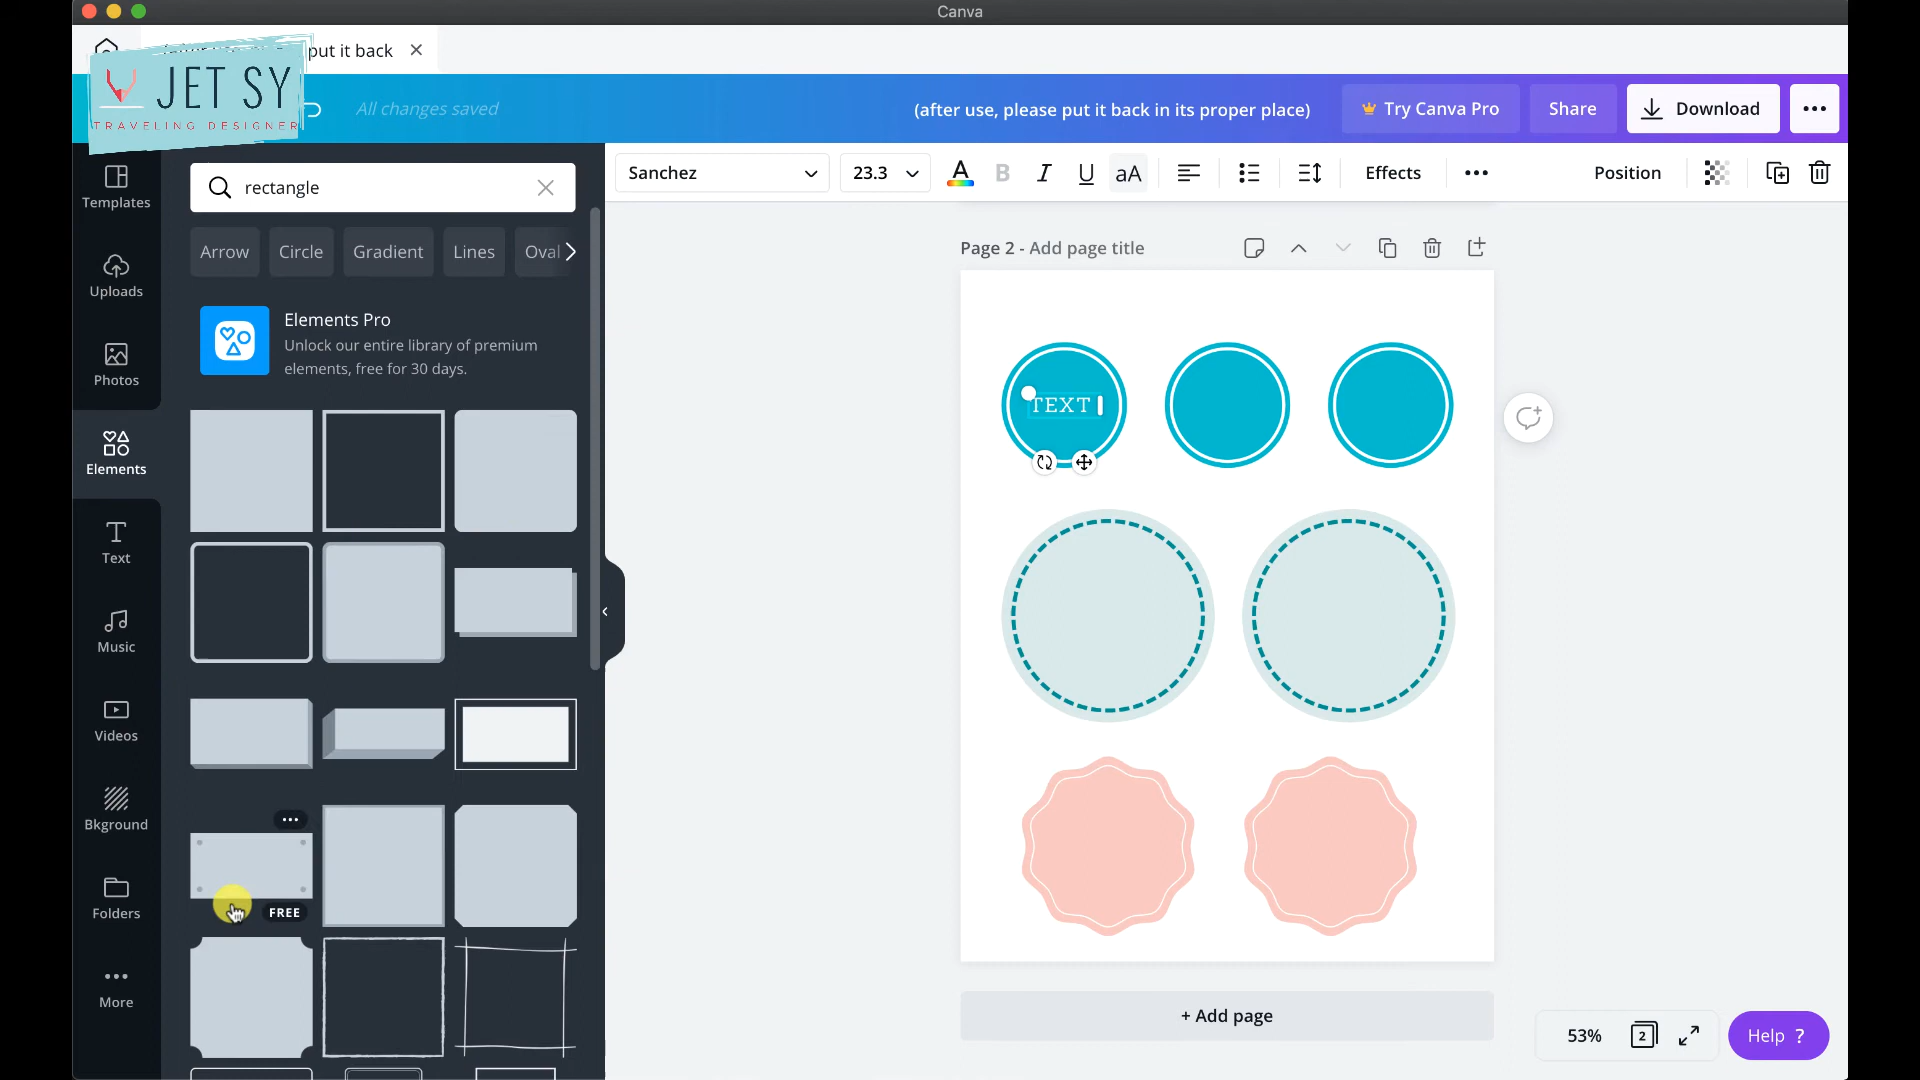 Canva
put it back
JET SY
TRAVELING DESIGNER
All changes saved
(after use, please put it back in its proper place)
Try Canva Pro
Share
Download
Templates
Uploads
Photos
Elements
Text
Music
Videos
Bkground
Folders
More
rectangle
Arrow
Circle
Gradient
Lines
Oval
Elements Pro
Unlock our entire library of premium
elements, free for 30 days.
FREE
Sanchez
23.3
A
B
I
U
aA
Effects
Position
Page 2 - Add page title
TEXT
+ Add page
53%
2
Help ?